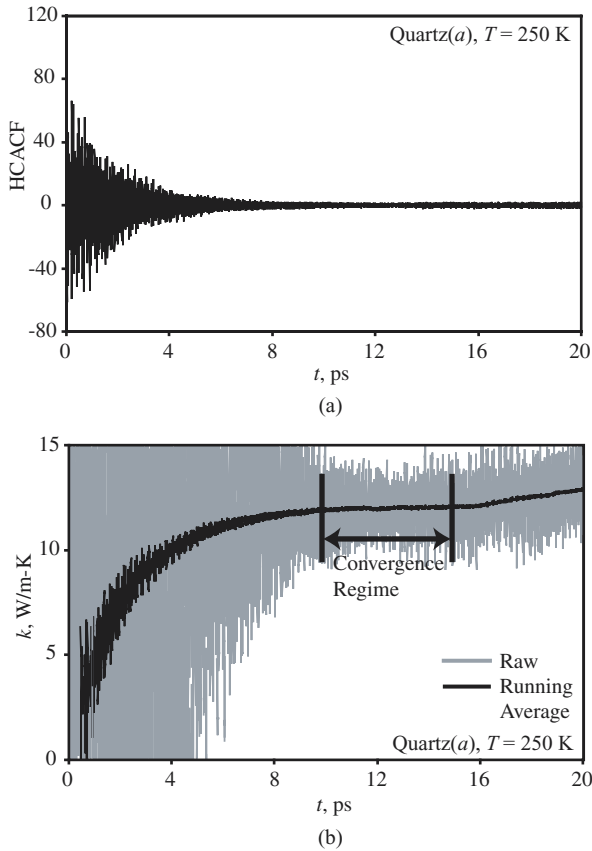 120
80
40
0
-40
-80
HCACF
Quartz(a), T = 250 K
0 4 8 12 16 20
t, ps
(a)
15
10
5
0
k, W/m-K
Convergence
Regime
Raw
Running
Average
Quartz(a), T = 250 K
0 4 8 12 16 20
t, ps
(b)